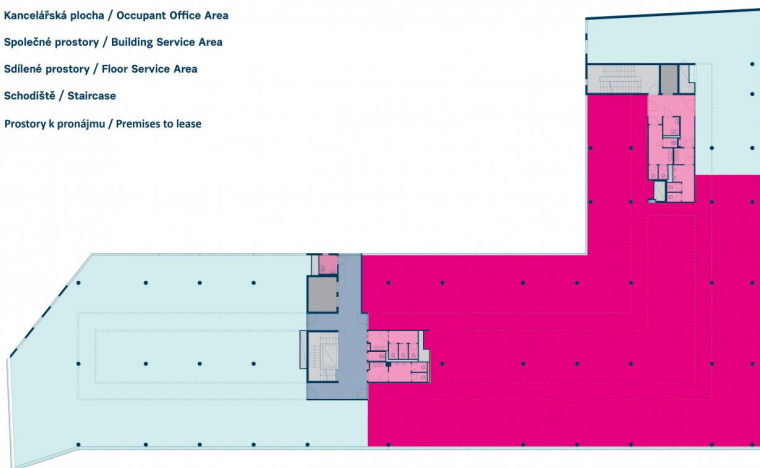 Kancelářská plocha / Occupant Office Area
Společné prostory / Building Service Area
Sdílené prostory / Floor Service Area
Schodiště / Staircase
Prostory k pronájmu / Premises to lease